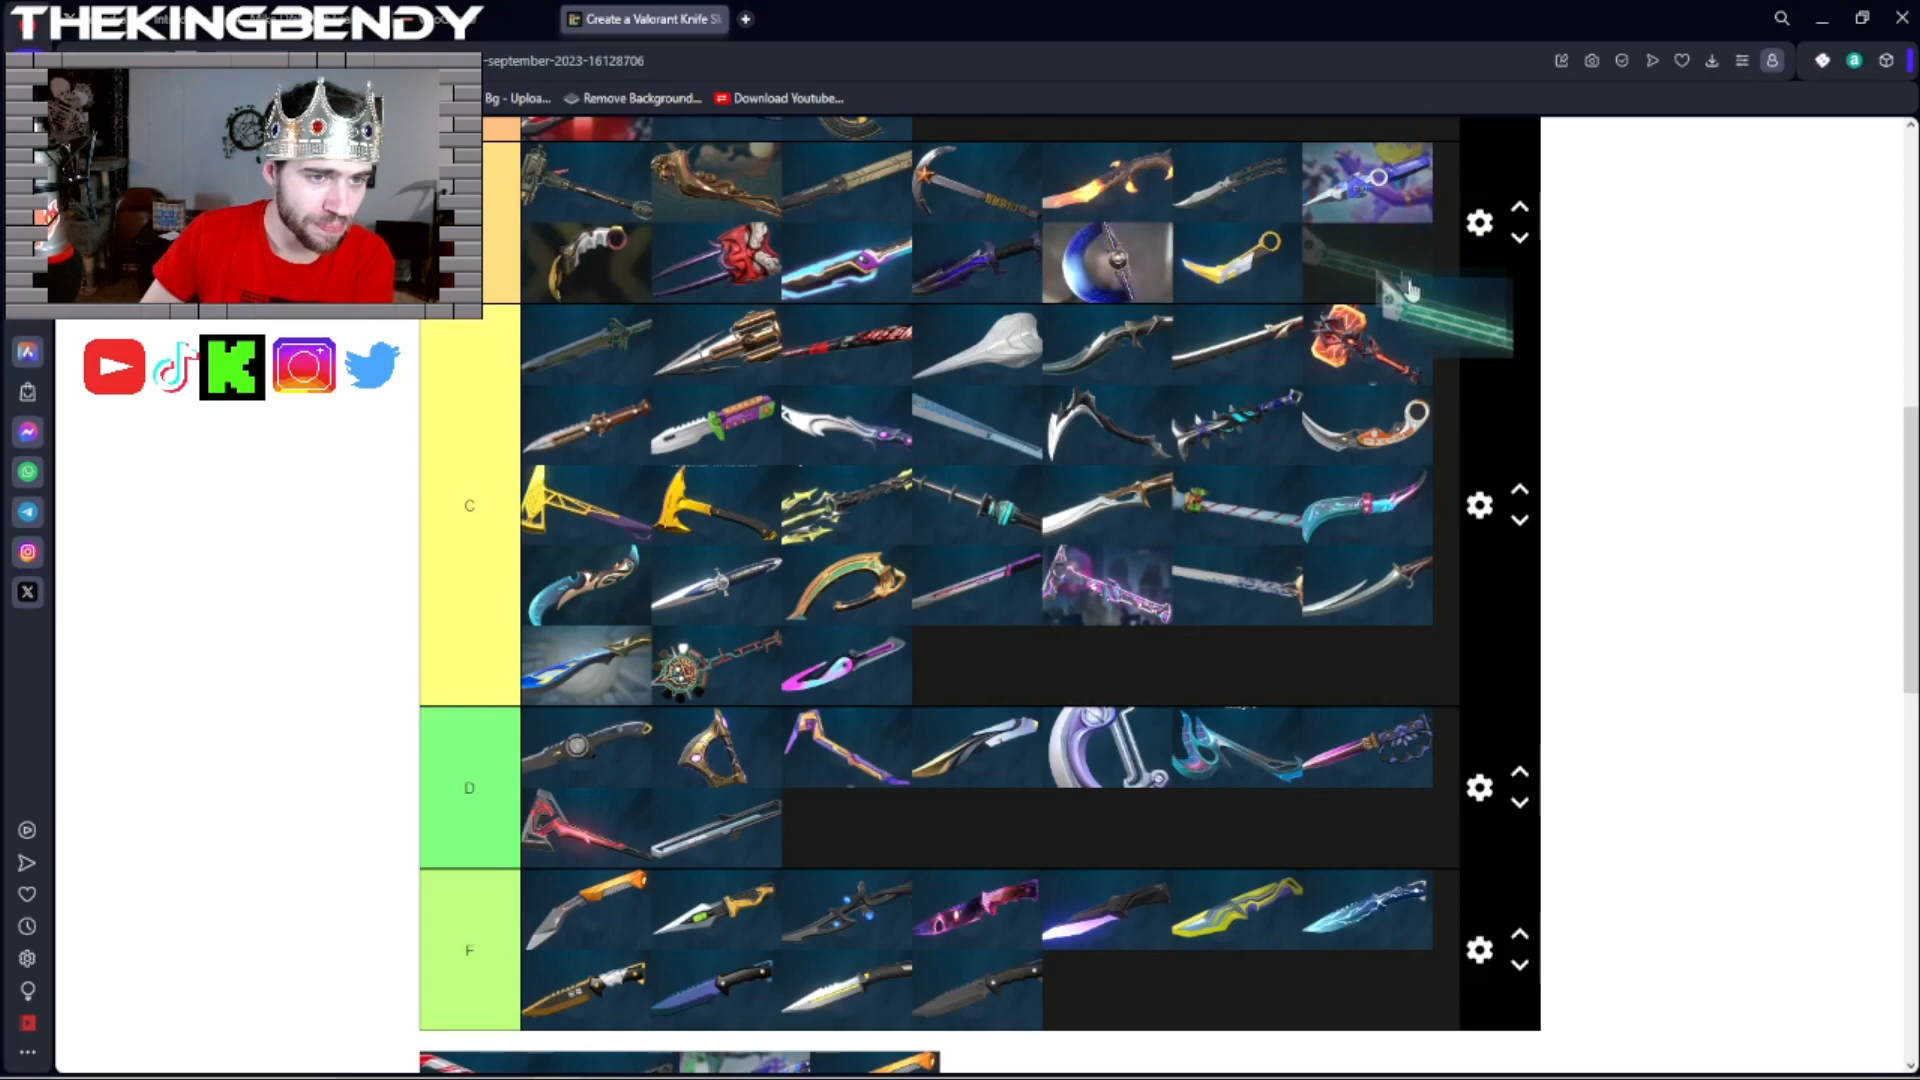 THEKINGBENDY
Create a Valorant Knife S
-september-2023-16128706
Bg - Uploa...
Remove Background...
Download Youtube...
C
D
F